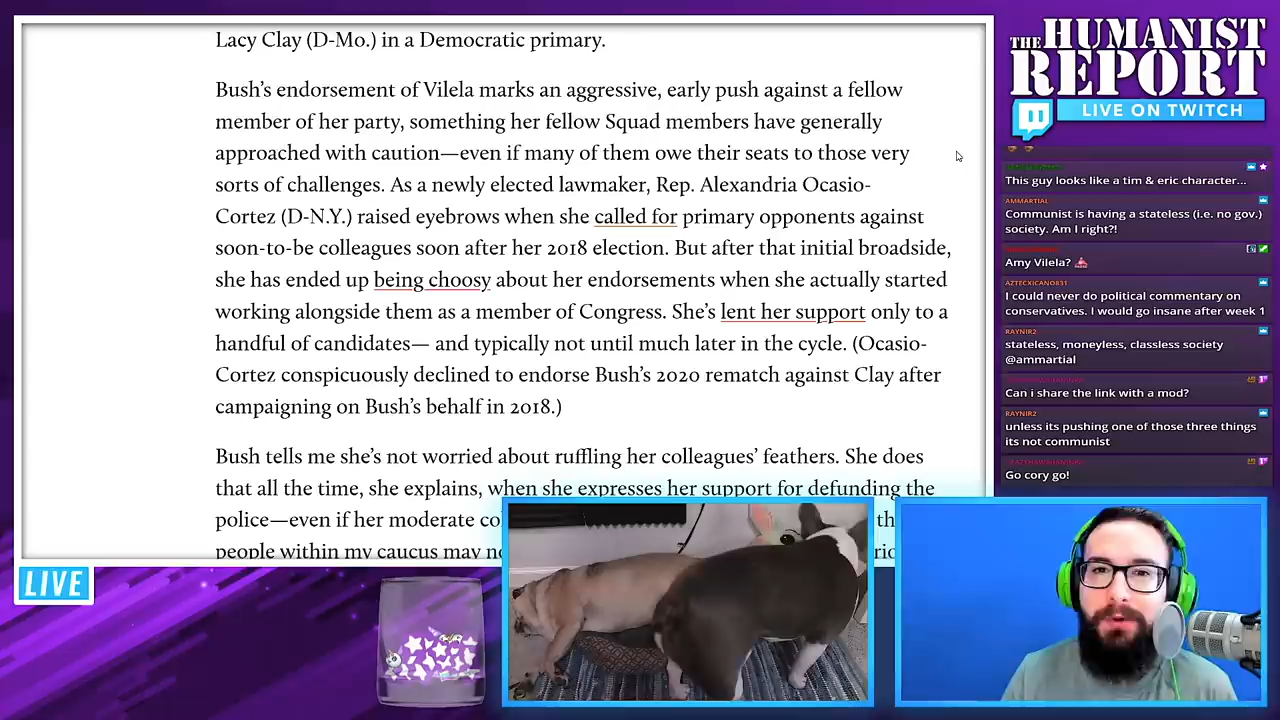 Lacy Clay (D-Mo.) in a Democratic primary.
Bush’s endorsement of Vilela marks an aggressive, early push against a fellow
member of her party, something her fellow Squad members have generally
approached with caution—even if many of them owe their seats to those very
sorts of challenges. As a newly elected lawmaker, Rep. Alexandria Ocasio-
Cortez (D-N.Y.) raised eyebrows when she called for primary opponents against
soon-to-be colleagues soon after her 2018 election. But after that initial broadside,
she has ended up being choosy about her endorsements when she actually started
working alongside them as a member of Congress. She’s lent her support only to a
handful of candidates— and typically not until much later in the cycle. (Ocasio-
Cortez conspicuously declined to endorse Bush’s 2020 rematch against Clay after
campaigning on Bush’s behalf in 2018.)
Bush tells me she’s not worried about ruffling her colleagues’ feathers. She does
that all the time, she explains, when she expresses her support for defunding the
police—even if her moderate
people within my caucus may
LIVE
THE HUMANIST
REPORT
LIVE ON TWITCH
This guy looks like a tim & eric character...
AMMARTIAL
Communist is having a stateless (i.e. no gov.)
society. Am I right?!
Amy Vilela?
AZTECXICANO831
I could never do political commentary on
conservatives. I would go insane after week 1
RAYNIR2
stateless, moneyless, classless society
@ammartial
Can i share the link with a mod?
RAYNIR2
unless its pushing one of those three things
its not communist
Go cory go!